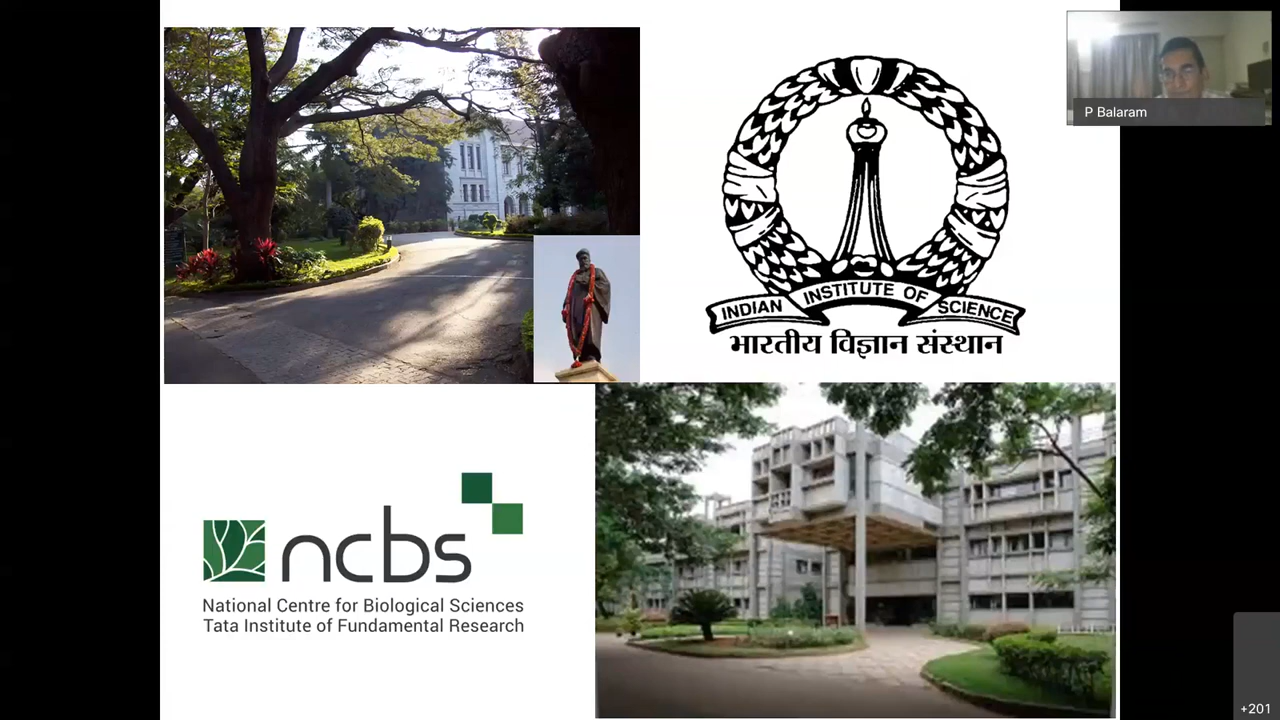 P Balaram
INDIAN INSTITUTE OF SCIENCE
भारतीय विज्ञान संस्थान
ncbs
National Centre for Biological Sciences
Tata Institute of Fundamental Research
+201